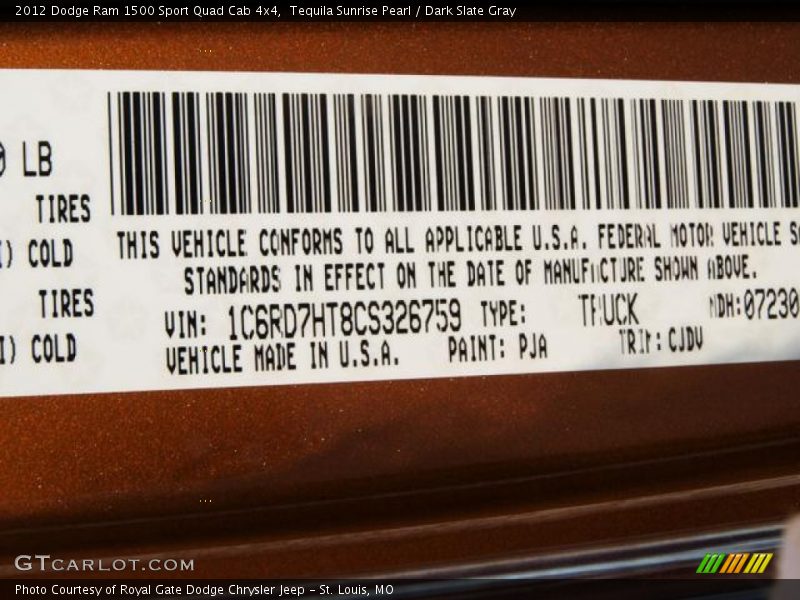 2012 Dodge Ram 1500 Sport Quad Cab 4x4, Tequila Sunrise Pearl / Dark Slate Gray
LB
TIRES
COLD
TIRES
COLD
THIS VEHICLE CONFORMS TO ALL APPLICABLE U.S.A. FEDERAL MOTOR VEHICLE
STANDARDS IN EFFECT ON THE DATE OF MANUFACTURE SHOWN ABOVE.
VIN: 1C6RD7HT8CS326759 TYPE: TRUCK MDH:07230
VEHICLE MADE IN U.S.A. PAINT: PJA TRIM: CJDV
GTCARLOT.COM
Photo Courtesy of Royal Gate Dodge Chrysler Jeep - St. Louis, MO